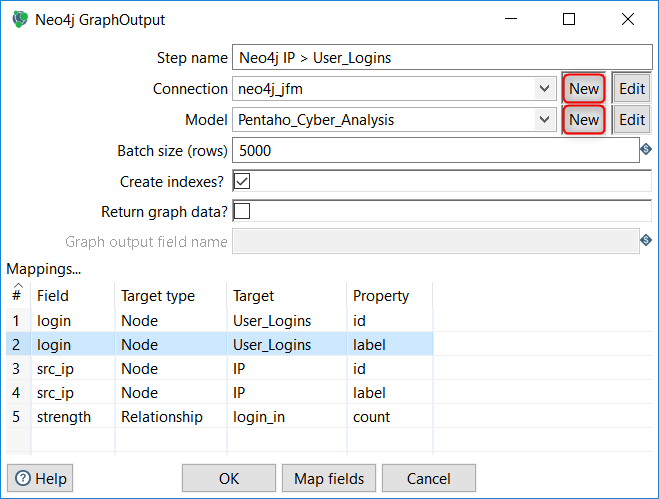 Neo4j GraphOutput
Step name Neo4j IP > User_Logins
Connection neo4j_jfm New Edit
Model Pentaho_Cyber_Analysis New Edit
Batch size (rows) 5000
Create indexes?
Return graph data?
Graph output field name
Mappings...
# Field Target type Target Property
1 login Node User_Logins id
2 login Node User_Logins label
3 src_ip Node IP id
4 src_ip Node IP label
5 strength Relationship login_in count
? Help OK Map fields Cancel